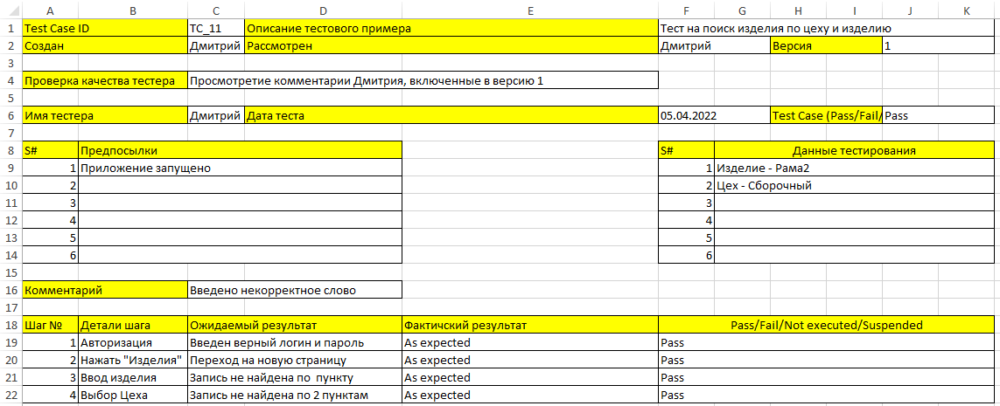 A B C D E F G H I J K
1 Test Case ID TC_11 Описание тестового примера Тест на поиск изделия по цеху и изделию
2 Создан Дмитрий Рассмотрен Дмитрий Версия 1
3
4 Проверка качества тестера Просмотретие комментарии Дмитрия, включенные в версию 1
5
6 Имя тестера Дмитрий Дата теста 05.04.2022 Test Case (Pass/Fail/ Pass
7
8 S# Предпосылки S# Данные тестирования
9 1 Приложение запущено 1 Изделие - Рама2
10 2 2 Цех - Сборочный
11 3 3
12 4 4
13 5 5
14 6 6
15
16 Комментарий Введено некорректное слово
17
18 Шаг № Детали шага Ожидаемый результат Фактичский результат Pass/Fail/Not executed/Suspended
19 1 Авторизация Введен верный логин и пароль As expected Pass
20 2 Нажать "Изделия" Переход на новую страницу As expected Pass
21 3 Ввод изделия Запись не найдена по пункту As expected Pass
22 4 Выбор Цеха Запись не найдена по 2 пунктам As expected Pass